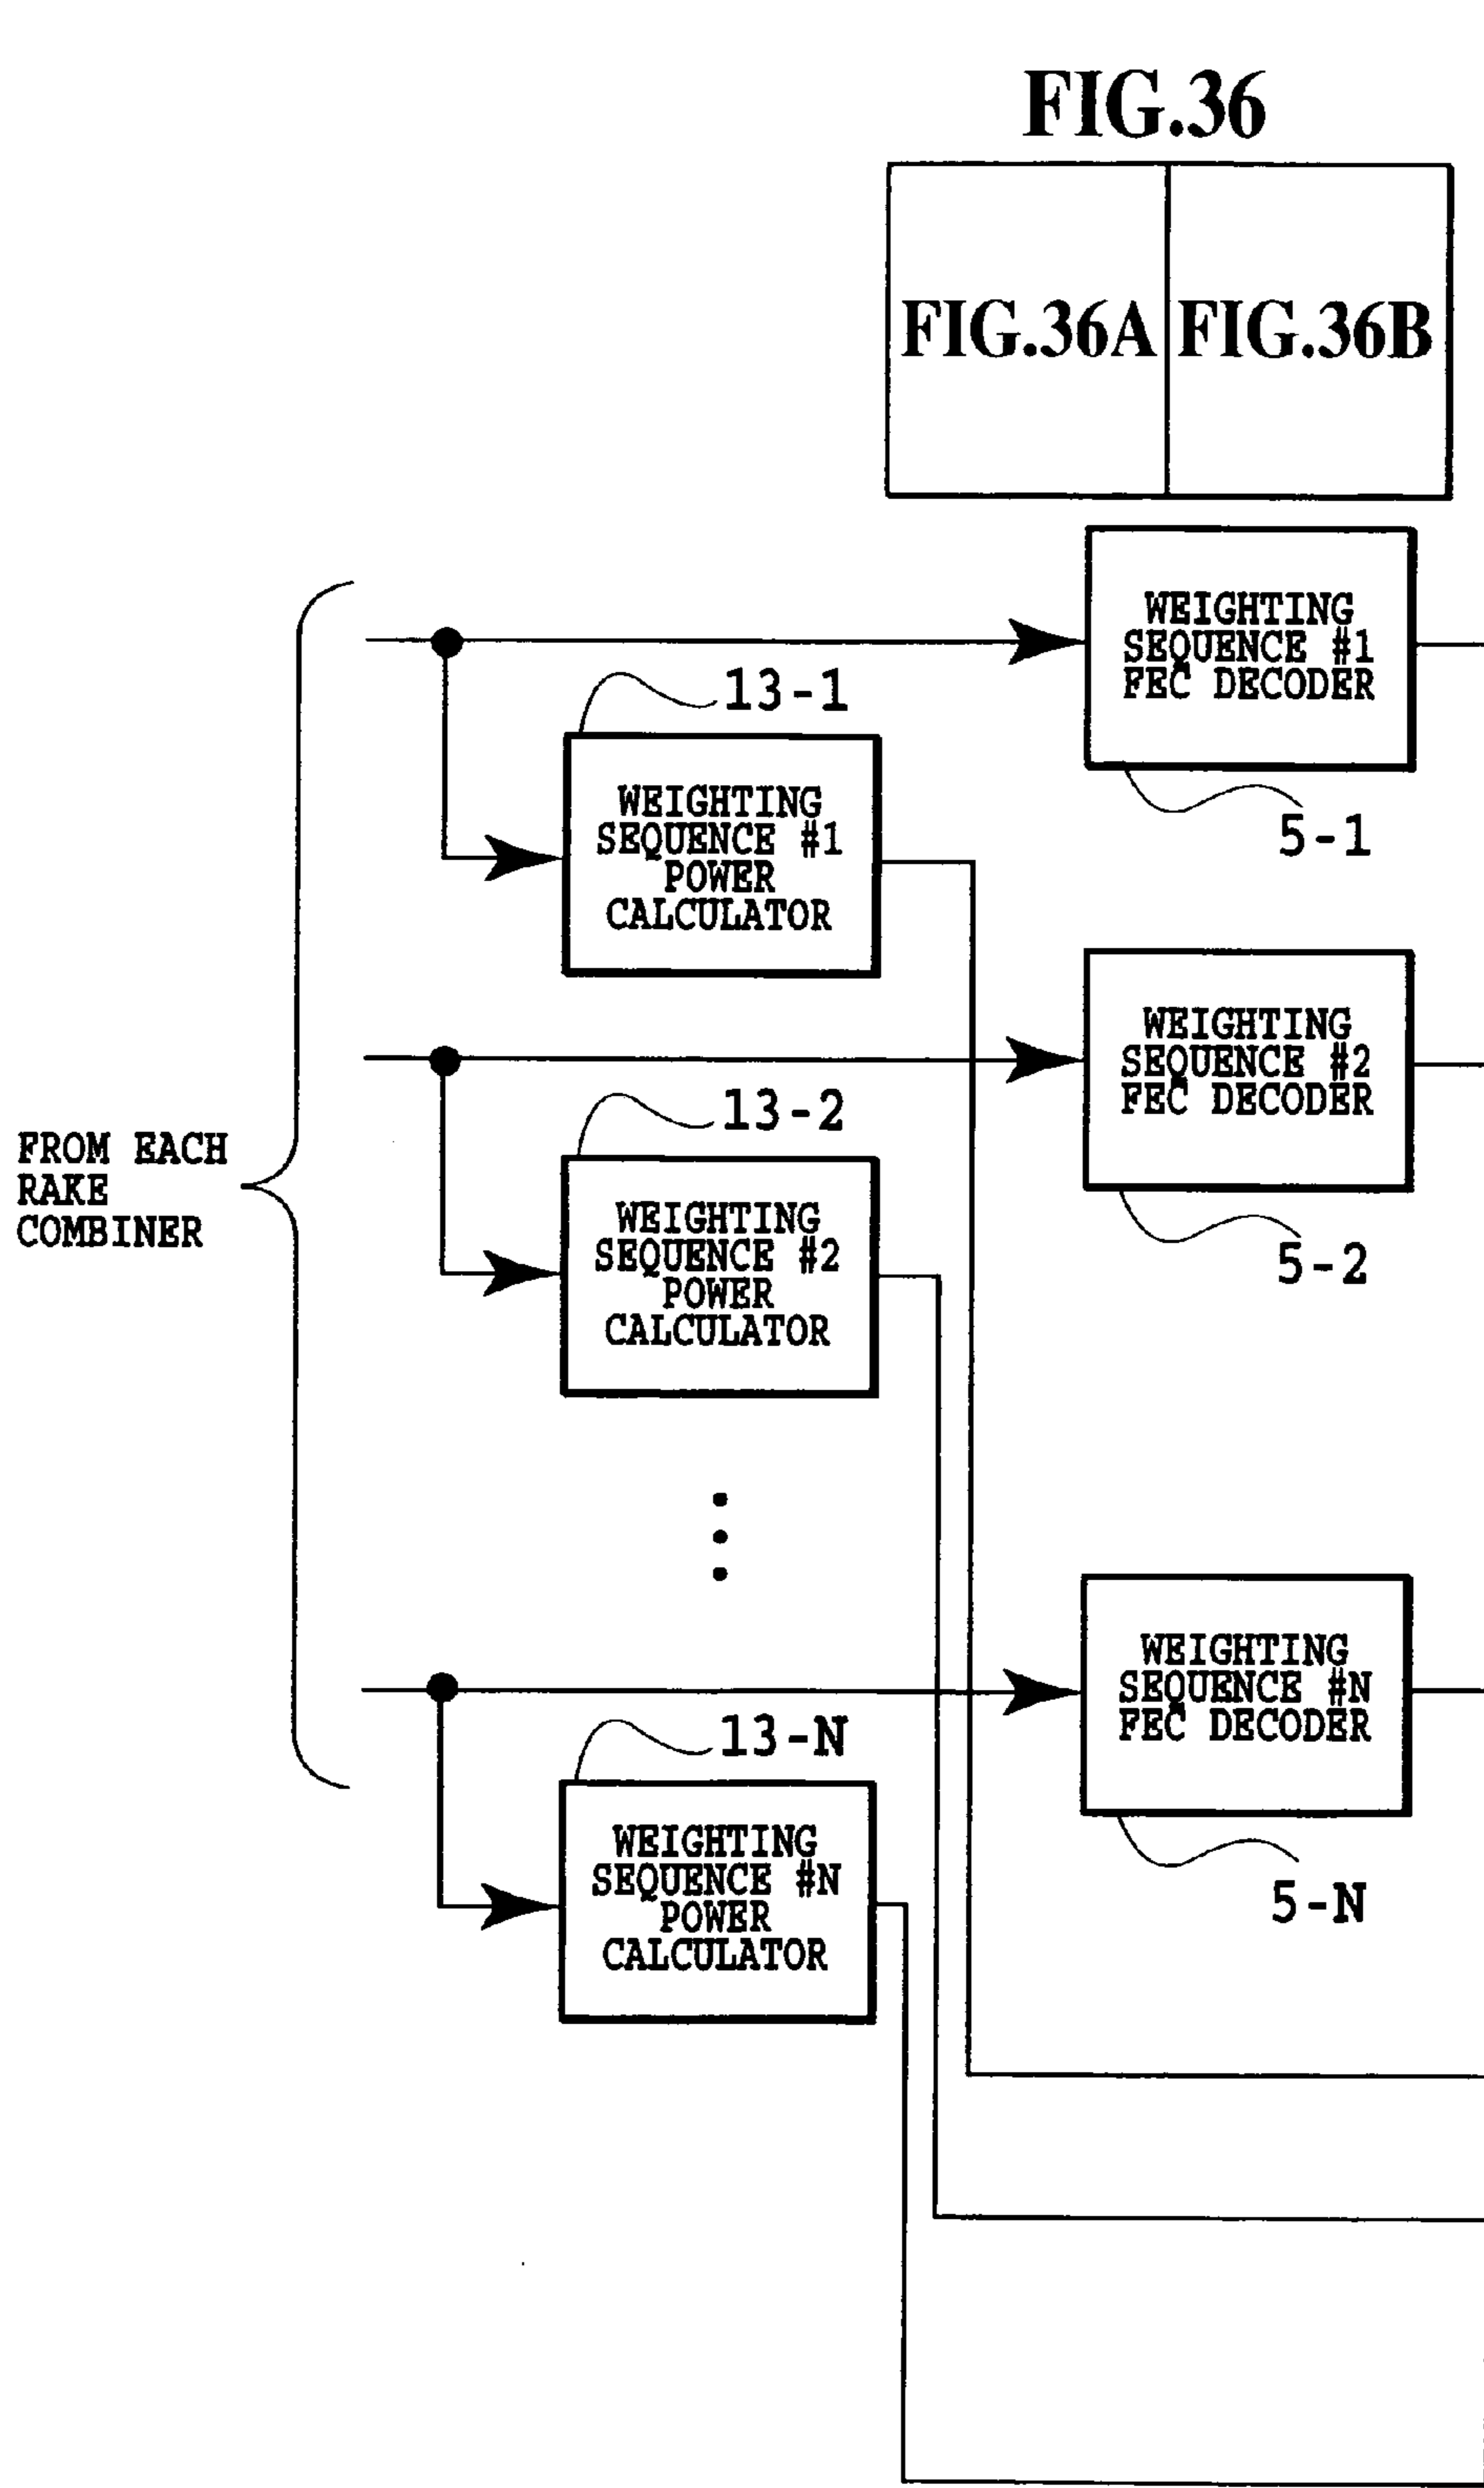 FIG.36
FIG.36A
FIG.36B
WEIGHTING
SEQUENCE #1
FEC DECODER
5-1
13-1
WEIGHTING
SEQUENCE #1
POWER
CALCULATOR
WEIGHTING
SEQUENCE #2
FEC DECODER
5-2
13-2
WEIGHTING
SEQUENCE #2
POWER
CALCULATOR
FROM EACH
RAKE
COMBINER
WEIGHTING
SEQUENCE #N
FEC DECODER
5-N
13-N
WEIGHTING
SEQUENCE #N
POWER
CALCULATOR